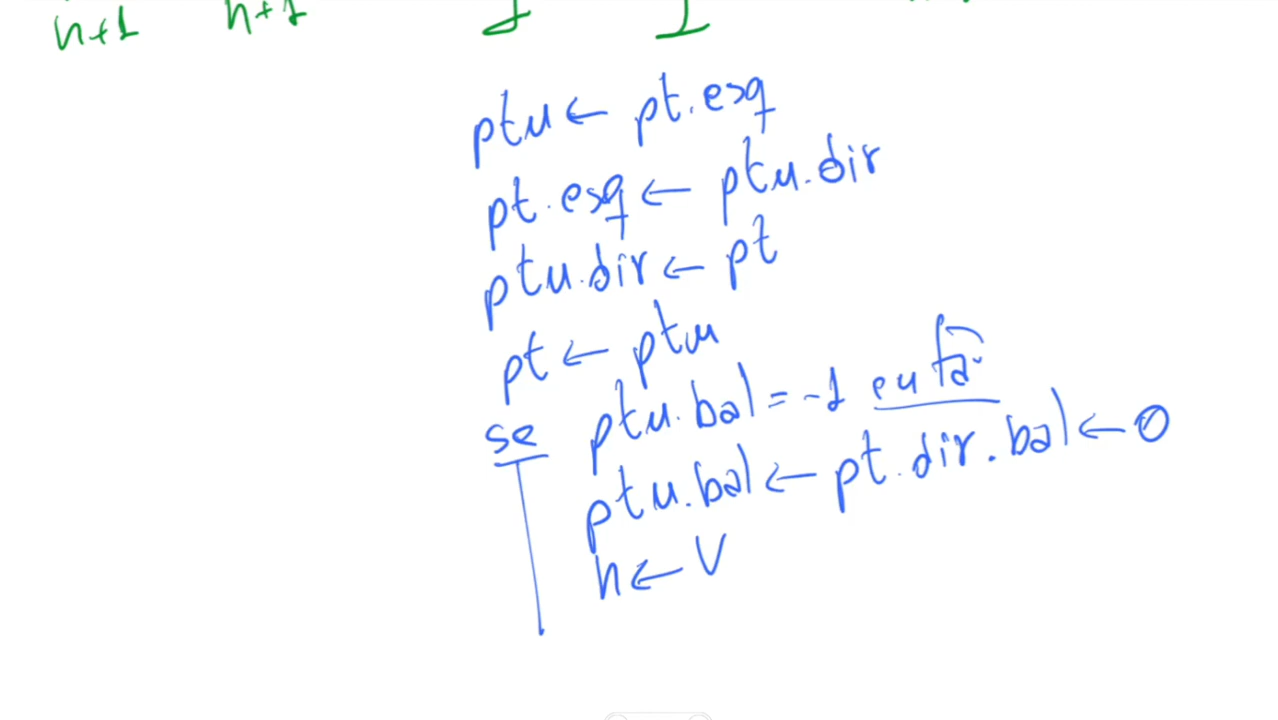 h+1 h+1
ptu ← pt.esq
pt.esq ← ptu.dir
ptu.dir ← pt
pt ← ptu
se ptu.bal = -1 então
ptu.bal ← pt.dir.bal ← 0
h ← V